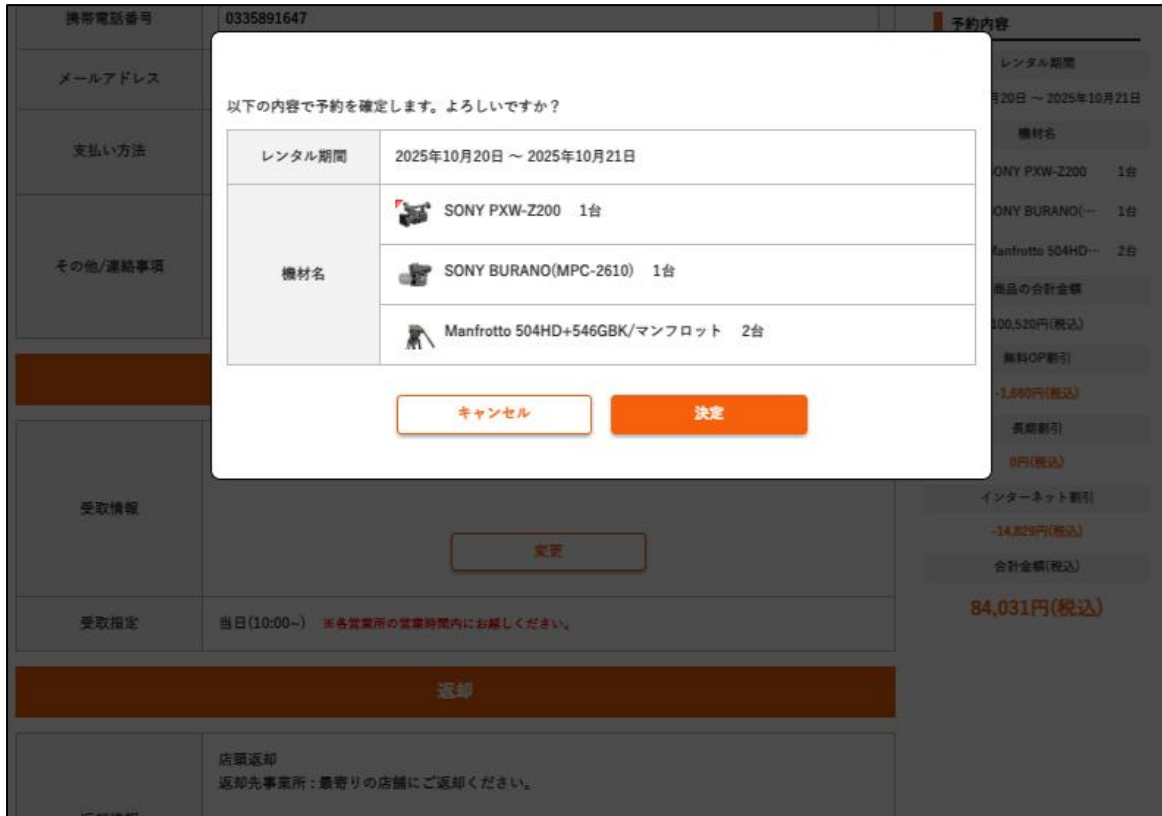 携帯電話番号
0335891647
メールアドレス
支払い方法
その他/連絡事項
以下の内容で予約を確定します。よろしいですか？
レンタル期間
2025年10月20日 ～ 2025年10月21日
機材名
SONY PXW-Z200 1台
SONY BURANO(MPC-2610) 1台
Manfrotto 504HD+546GBK/マンフロット 2台
キャンセル
決定
受取情報
変更
受取指定
当日(10:00~) ※各営業所の営業時間内にお越しください。
返却
店頭返却
返却先事業所：最寄りの店舗にご返却ください。
予約内容
レンタル期間
月20日 ～ 2025年10月21日
機材名
ONY PXW-Z200 1台
ONY BURANO(… 1台
Manfrotto 504HD… 2台
商品の合計金額
100,520円(税込)
無料OP割引
-1,660円(税込)
長期割引
0円(税込)
インターネット割引
-14,829円(税込)
合計金額(税込)
84,031円(税込)